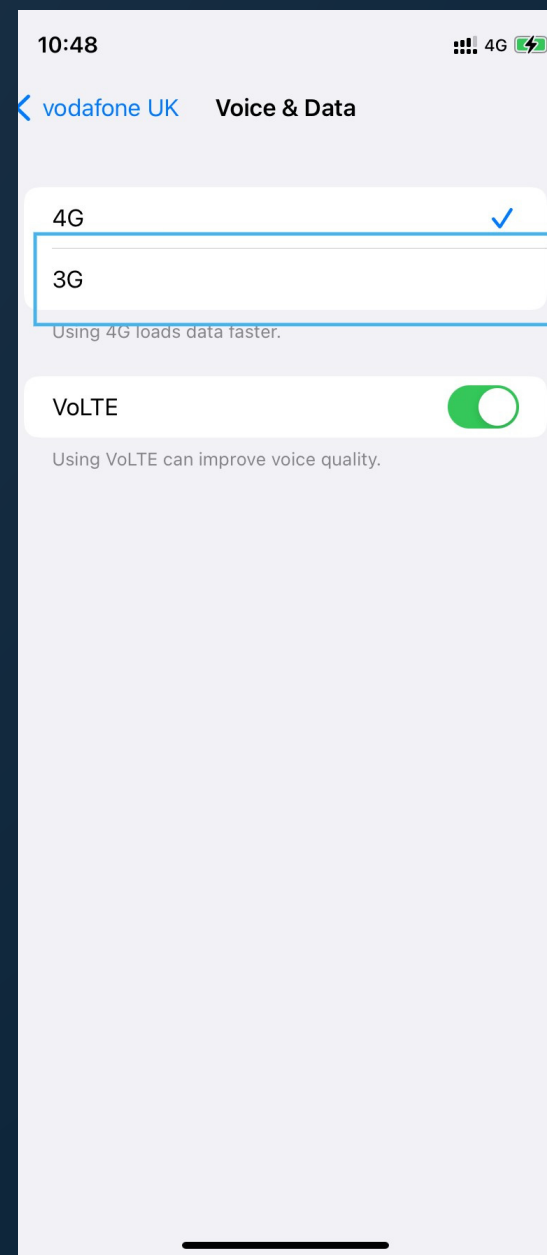 10:48 4G
vodafone UK Voice & Data
4G
3G
Using 4G loads data faster.
VoLTE
Using VoLTE can improve voice quality.